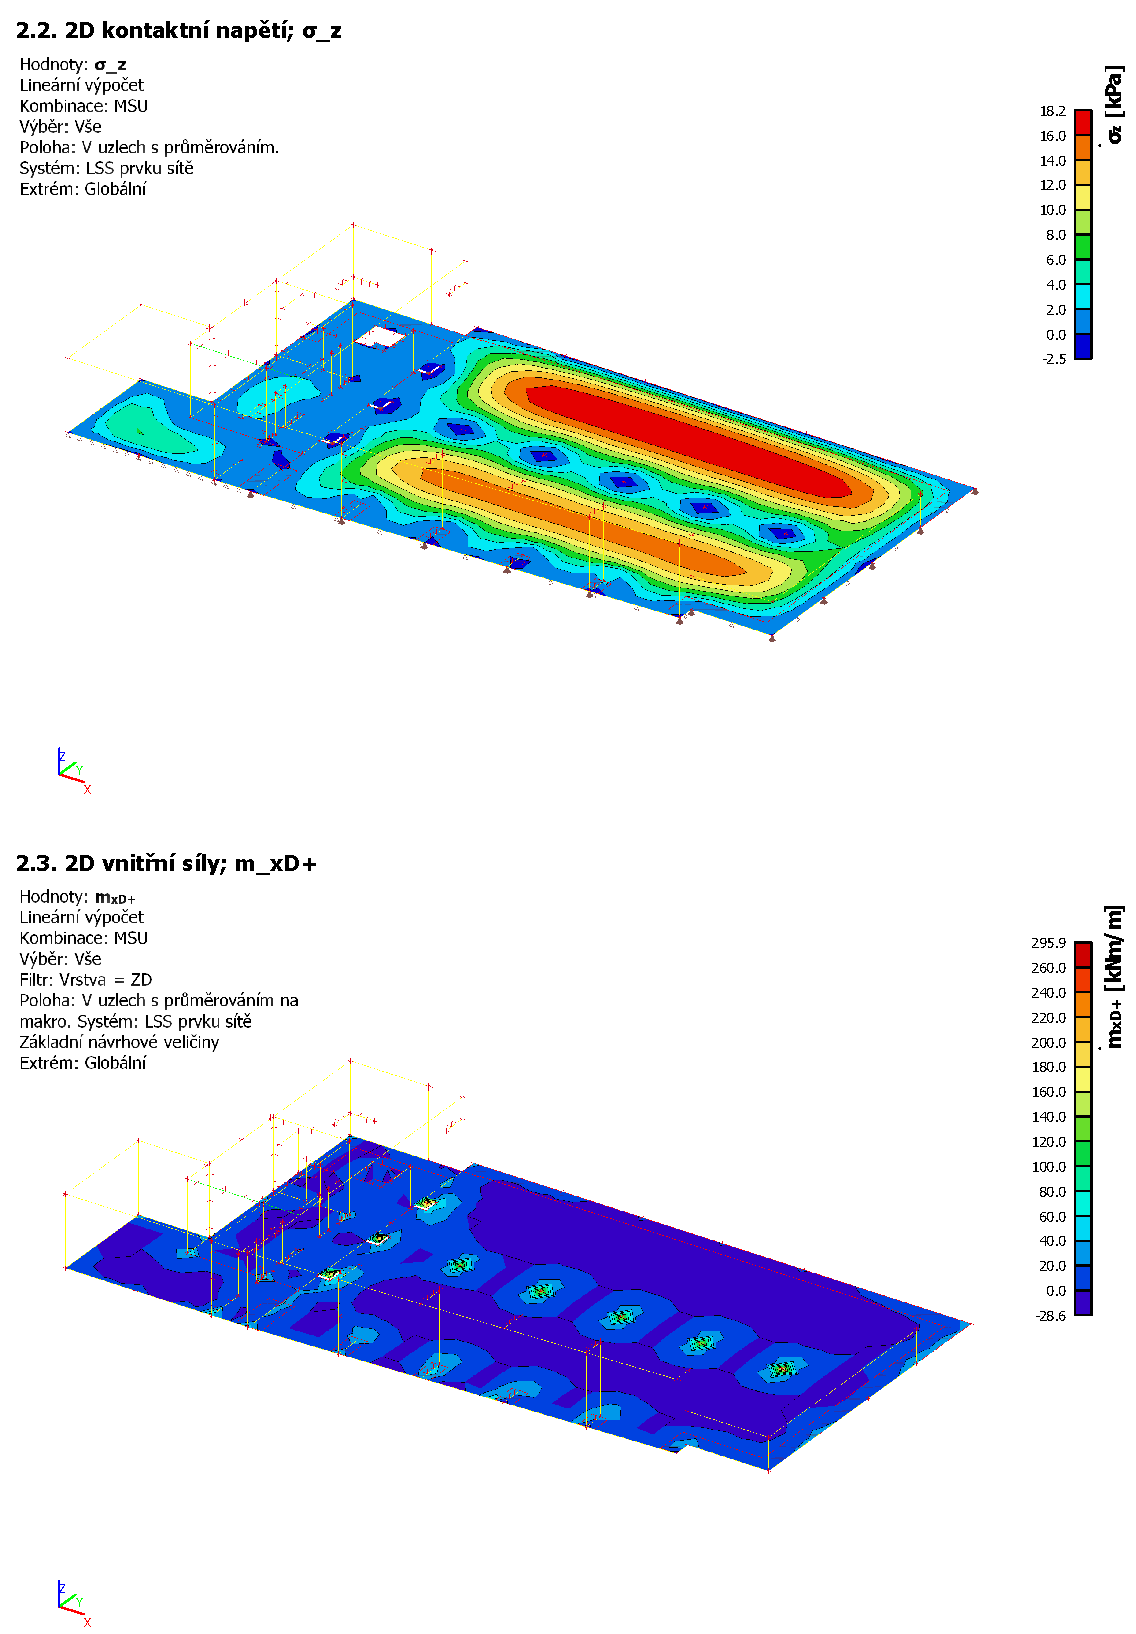 2.2. 2D kontaktní napětí; σ_z
Hodnoty: σ_z
Lineární výpočet
Kombinace: MSU
Výběr: Vše
Poloha: V uzlech s průměrováním.
Systém: LSS prvku sítě
Extrém: Globální
σz [kPa]
18.2
16.0
14.0
12.0
10.0
8.0
6.0
4.0
2.0
0.0
-2.5
Z
Y
X
2.3. 2D vnitřní síly; m_xD+
Hodnoty: mxD+
Lineární výpočet
Kombinace: MSU
Výběr: Vše
Filtr: Vrstva = ZD
Poloha: V uzlech s průměrováním na
makro. Systém: LSS prvku sítě
Základní návrhové veličiny
Extrém: Globální
mxD+ [kNm/m]
295.9
260.0
240.0
220.0
200.0
180.0
160.0
140.0
120.0
100.0
80.0
60.0
40.0
20.0
0.0
-28.6
Z
Y
X